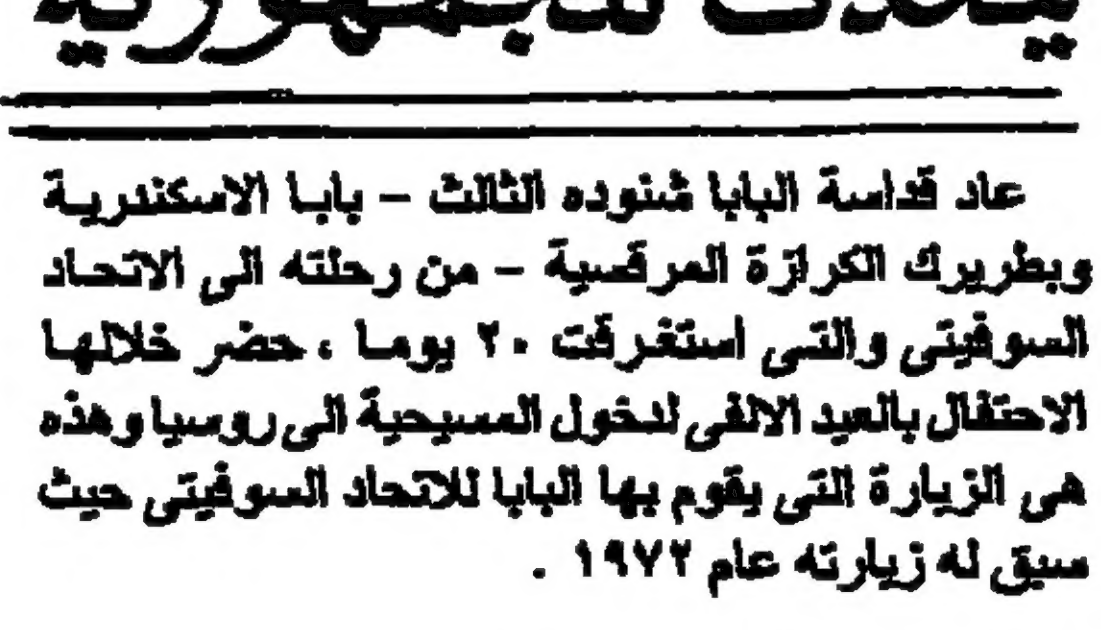 عاد قداسة البابا شنوده الثالث – بابا الاسكندرية
وبطريرك الكرازة المرقسية – من رحلته الى الاتحاد
السوفيتى والتى استغرقت ٢٠ يوما ، حضر خلالها
الاحتفال بالعيد الالفى لدخول المسيحية الى روسيا وهذه
هى الزيارة التى يقوم بها البابا للاتحاد السوفيتى حيث
سبق له زيارته عام ١٩٧٢ .